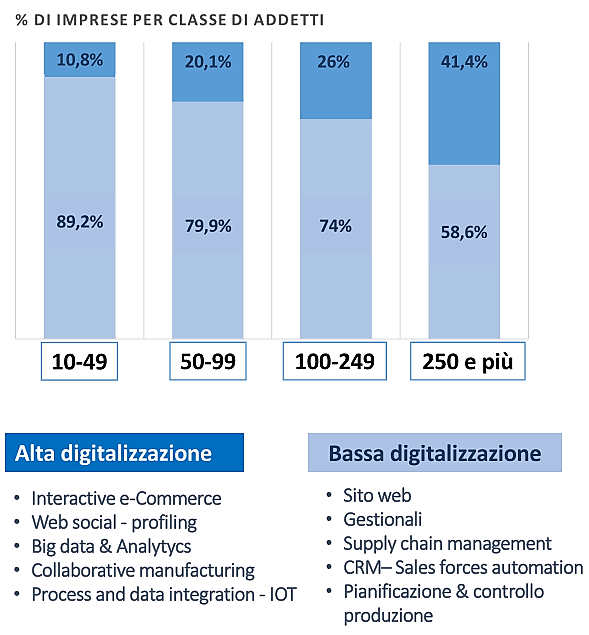 % DI IMPRESE PER CLASSE DI ADDETTI
10,8% 20,1% 26% 41,4%
89,2% 79,9% 74% 58,6%
10-49 50-99 100-249 250 e più
Alta digitalizzazione
• Interactive e-Commerce
• Web social - profiling
• Big data & Analytycs
• Collaborative manufacturing
• Process and data integration - IOT
Bassa digitalizzazione
• Sito web
• Gestionali
• Supply chain management
• CRM– Sales forces automation
• Pianificazione & controllo
produzione